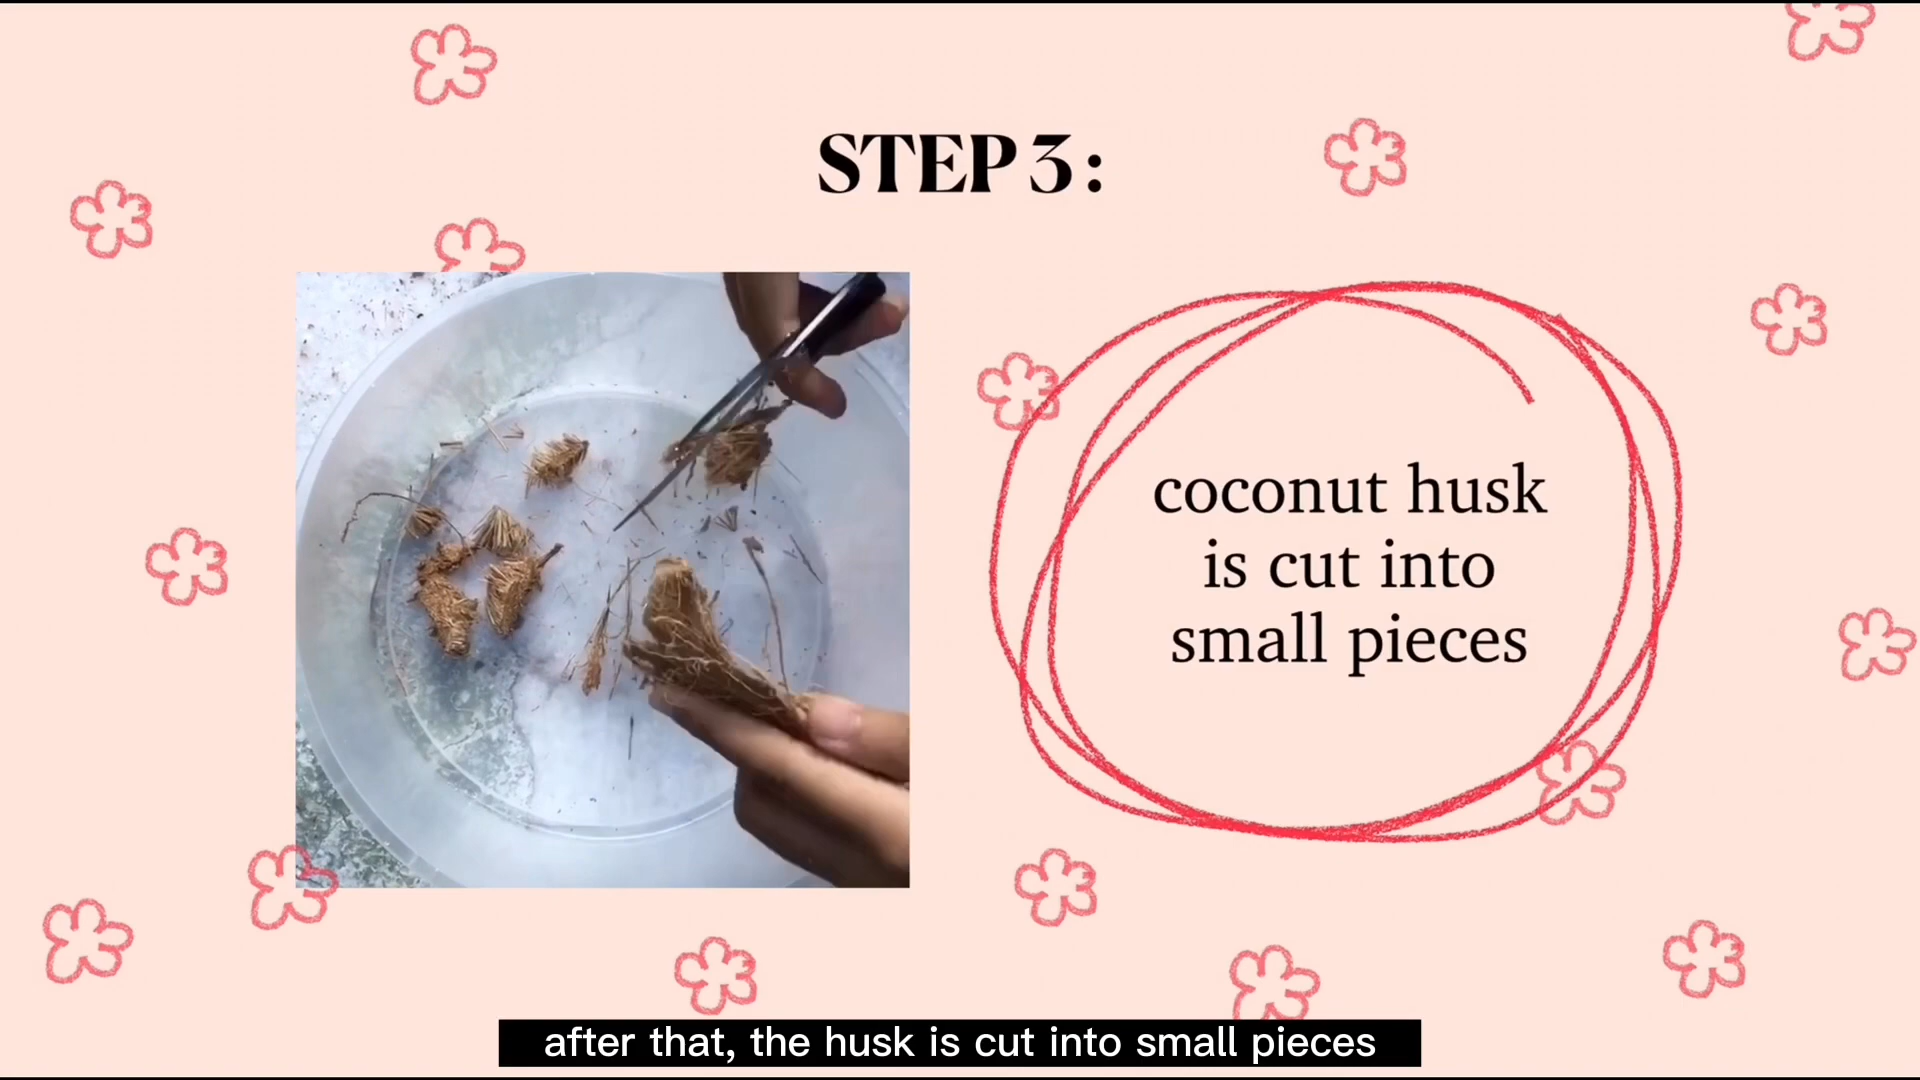 STEP 3 :
coconut husk
is cut into
small pieces
after that, the husk is cut into small pieces